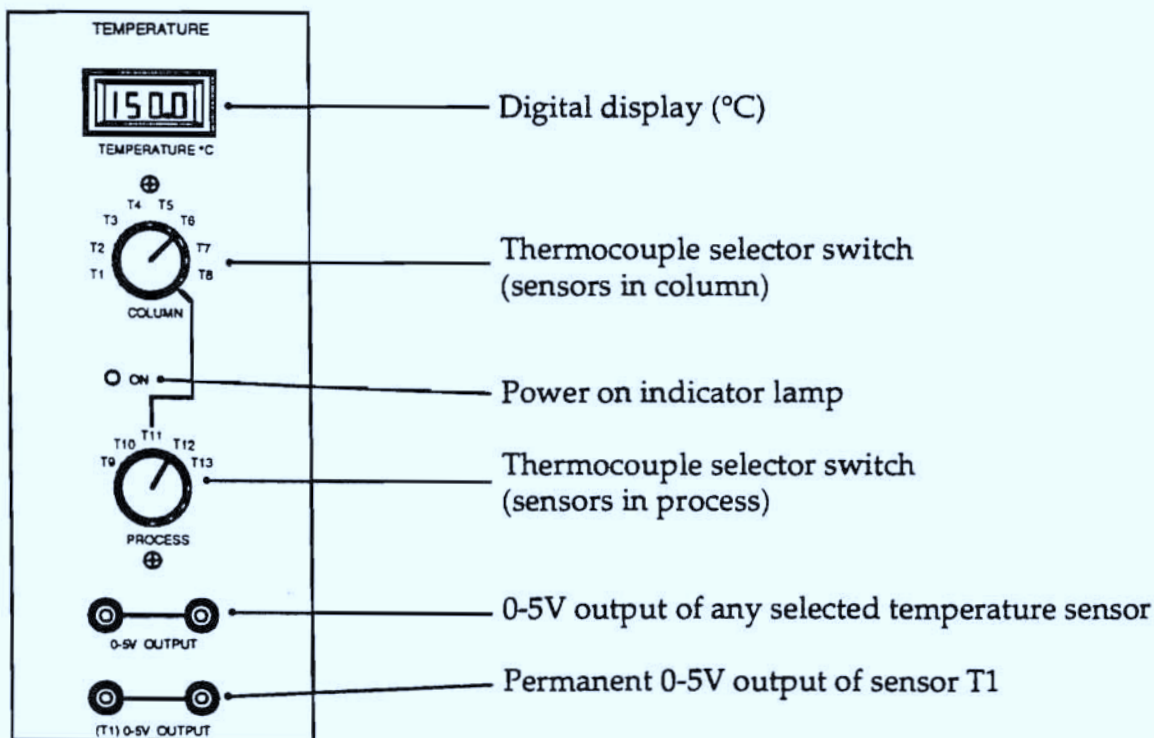 TEMPERATURE
150.0
Digital display (°C)
TEMPERATURE °C
T4 T5
T3 T6
T2 T7
T1 T8
Thermocouple selector switch
(sensors in column)
COLUMN
ON
Power on indicator lamp
T11
T10 T12
T9 T13
Thermocouple selector switch
(sensors in process)
PROCESS
0-5V output of any selected temperature sensor
0-5V OUTPUT
Permanent 0-5V output of sensor T1
(T1) 0-5V OUTPUT